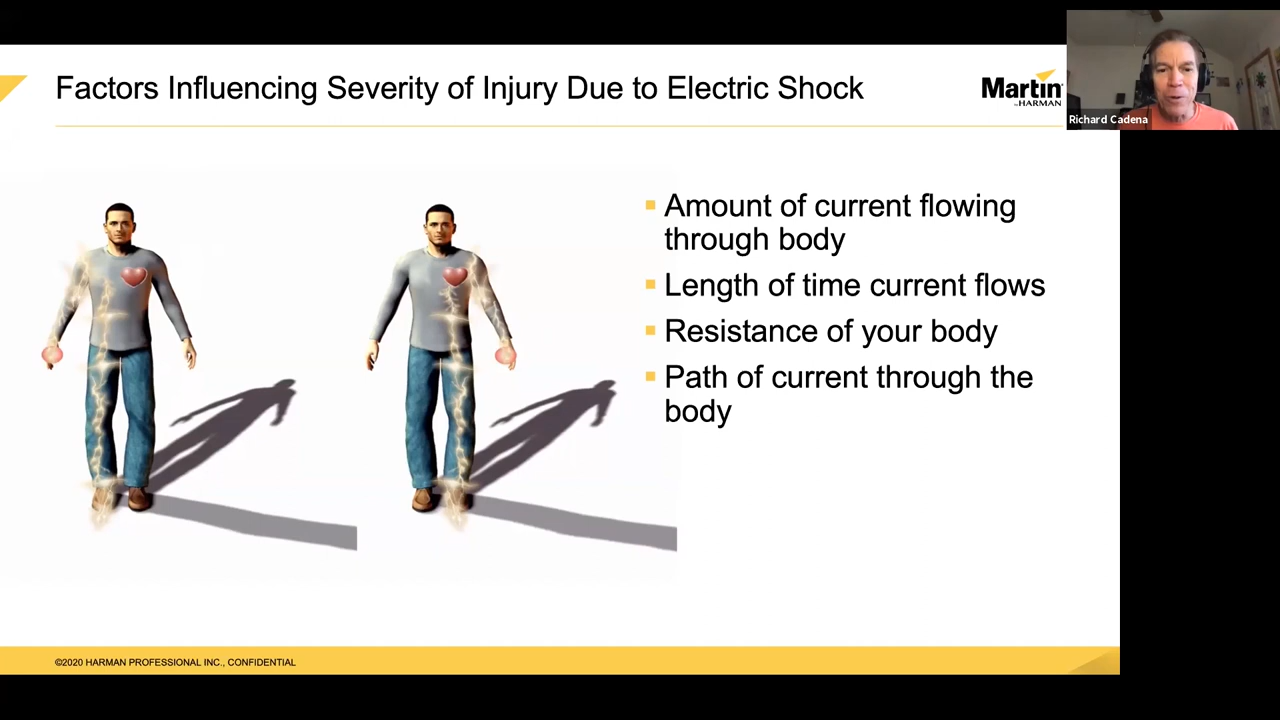 Factors Influencing Severity of Injury Due to Electric Shock
Martin
by HARMAN
Richard Cadena
Amount of current flowing
through body
Length of time current flows
Resistance of your body
Path of current through the
body
©2020 HARMAN PROFESSIONAL INC., CONFIDENTIAL